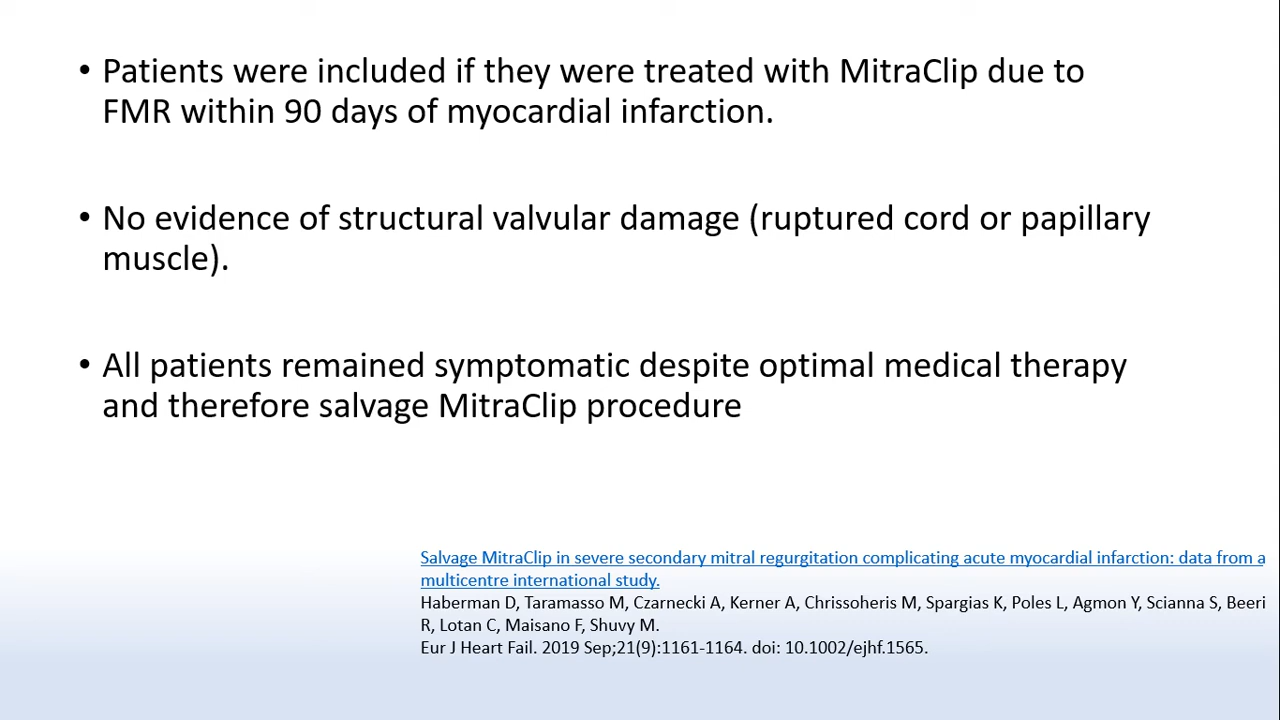 • Patients were included if they were treated with MitraClip due to
FMR within 90 days of myocardial infarction.
• No evidence of structural valvular damage (ruptured cord or papillary
muscle).
• All patients remained symptomatic despite optimal medical therapy
and therefore salvage MitraClip procedure
Salvage MitraClip in severe secondary mitral regurgitation complicating acute myocardial infarction: data from a
multicentre international study.
Haberman D, Taramasso M, Czarnecki A, Kerner A, Chrissoheris M, Spargias K, Poles L, Agmon Y, Scianna S, Beeri
R, Lotan C, Maisano F, Shuvy M.
Eur J Heart Fail. 2019 Sep;21(9):1161-1164. doi: 10.1002/ejhf.1565.